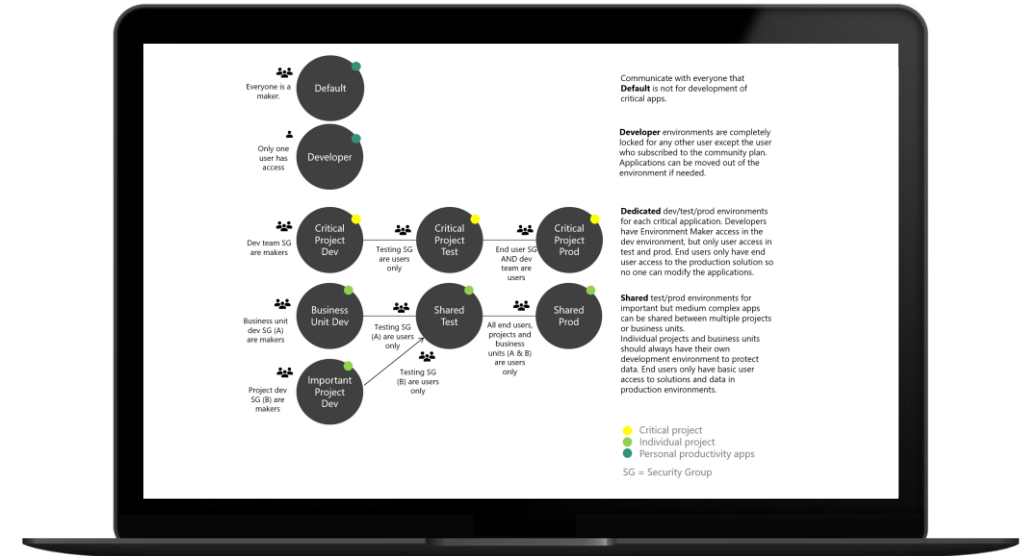 Everyone is a
maker.
Default
Communicate with everyone that
Default is not for development of
critical apps.
Only one
user has
access
Developer
Developer environments are completely
locked for any other user except the user
who subscribed to the community plan.
Applications can be moved out of the
environment if needed.
Dev team SG
are makers
Critical
Project
Dev
Testing SG
are users
only
Critical
Project
Test
End user SG
AND dev
team are
users
Critical
Project
Prod
Dedicated dev/test/prod environments
for each critical application. Developers
have Environment Maker access in the
dev environment, but only user access in
test and prod. End users only have end
user access to the production solution so
no one can modify the applications.
Business unit
dev SG (A)
are makers
Business
Unit Dev
Testing SG
(A) are users
only
Shared
Test
All end users,
projects and
business
units (A & B)
are users
only
Shared
Prod
Shared test/prod environments for
important but medium complex apps
can be shared between multiple projects
or business units.
Individual projects and business units
should always have their own
development environment to protect
data. End users only have basic user
access to solutions and data in
production environments.
Project dev
SG (B) are
makers
Important
Project
Dev
Testing SG
(B) are users
only
Critical project
Individual project
Personal productivity apps
SG = Security Group